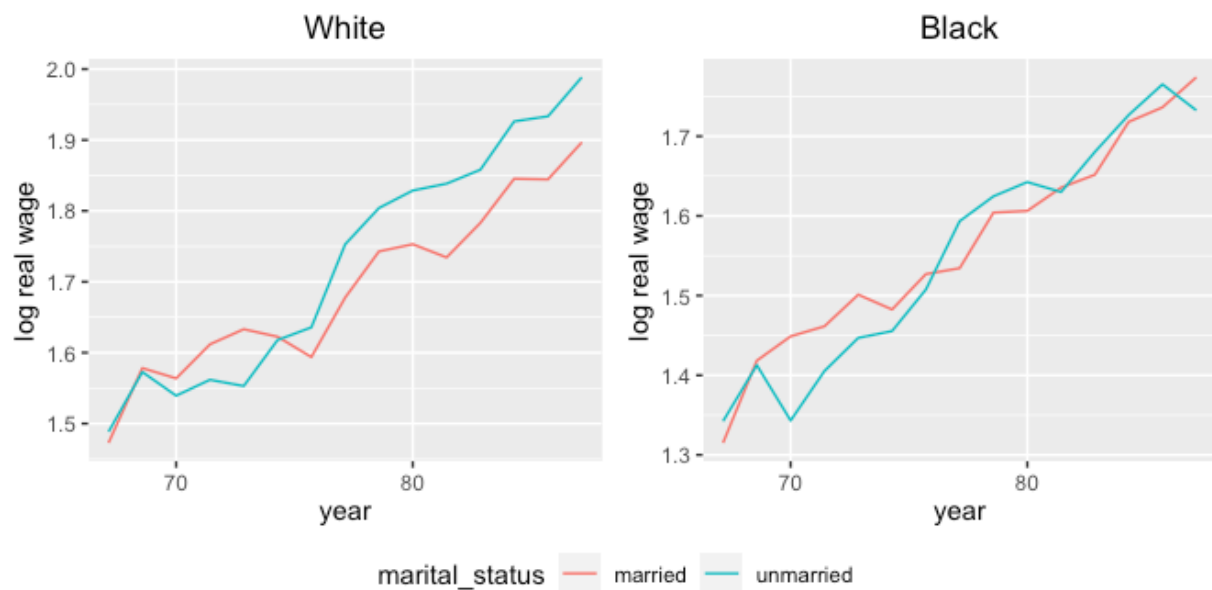 White
2.0
1.9
1.8
1.7
1.6
1.5
log real wage
70 80
year
Black
1.7
1.6
1.5
1.4
1.3
log real wage
70 80
year
marital_status married unmarried